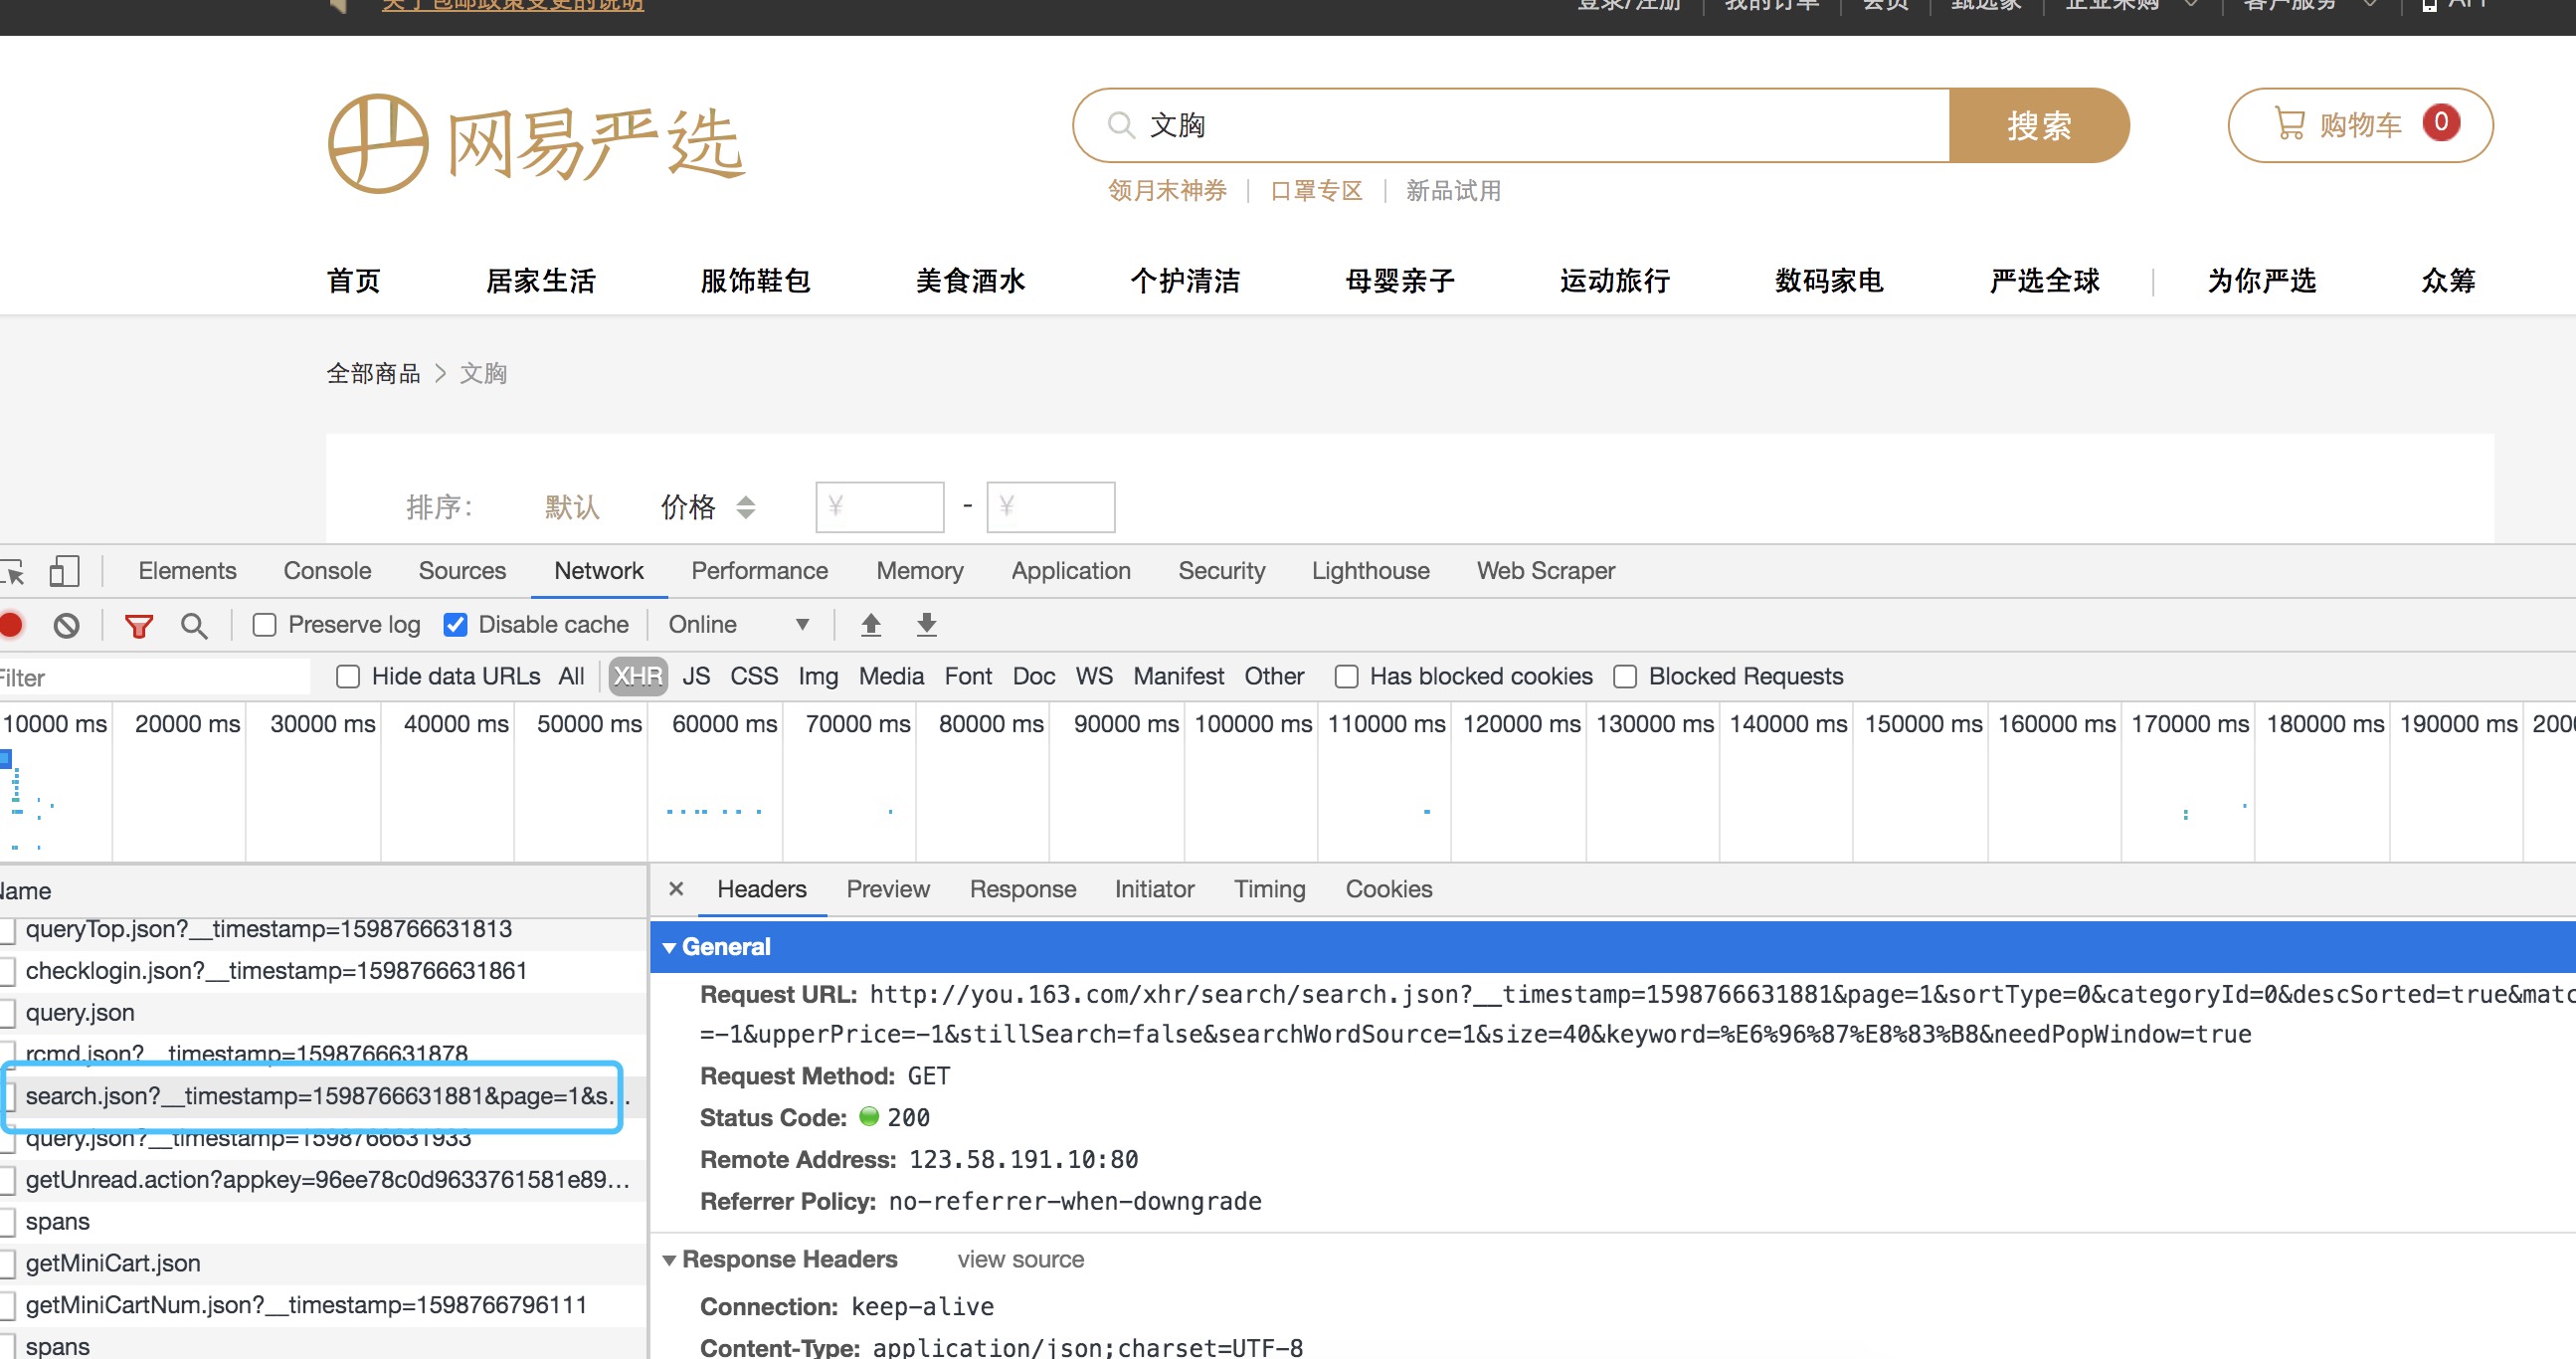 关于包邮政策变更的说明
登录/注册 我的订单 会员 甄选家 企业采购 客户服务 APP
网易严选
文胸 搜索 购物车 0
领月末神券 口罩专区 新品试用
首页 居家生活 服饰鞋包 美食酒水 个护清洁 母婴亲子 运动旅行 数码家电 严选全球 为你严选 众筹
全部商品 > 文胸
排序: 默认 价格 ¥ - ¥
Elements Console Sources Network Performance Memory Application Security Lighthouse Web Scraper
Preserve log Disable cache Online
Filter Hide data URLs All XHR JS CSS Img Media Font Doc WS Manifest Other Has blocked cookies Blocked Requests
10000 ms 20000 ms 30000 ms 40000 ms 50000 ms 60000 ms 70000 ms 80000 ms 90000 ms 100000 ms 110000 ms 120000 ms 130000 ms 140000 ms 150000 ms 160000 ms 170000 ms 180000 ms 190000 ms 200
Name
queryTop.json?__timestamp=1598766631813
checklogin.json?__timestamp=1598766631861
query.json
rcmd.json?__timestamp=1598766631878
search.json?__timestamp=1598766631881&page=1&s...
query.json?__timestamp=1598766631933
getUnread.action?appkey=96ee78c0d9633761581e89...
spans
getMiniCart.json
getMiniCartNum.json?__timestamp=1598766796111
spans
× Headers Preview Response Initiator Timing Cookies
General
Request URL: http://you.163.com/xhr/search/search.json?__timestamp=1598766631881&page=1&sortType=0&categoryId=0&descSorted=true&matc
=-1&upperPrice=-1&stillSearch=false&searchWordSource=1&size=40&keyword=%E6%96%87%E8%83%B8&needPopWindow=true
Request Method: GET
Status Code: 200
Remote Address: 123.58.191.10:80
Referrer Policy: no-referrer-when-downgrade
Response Headers view source
Connection: keep-alive
Content-Type: application/json;charset=UTF-8